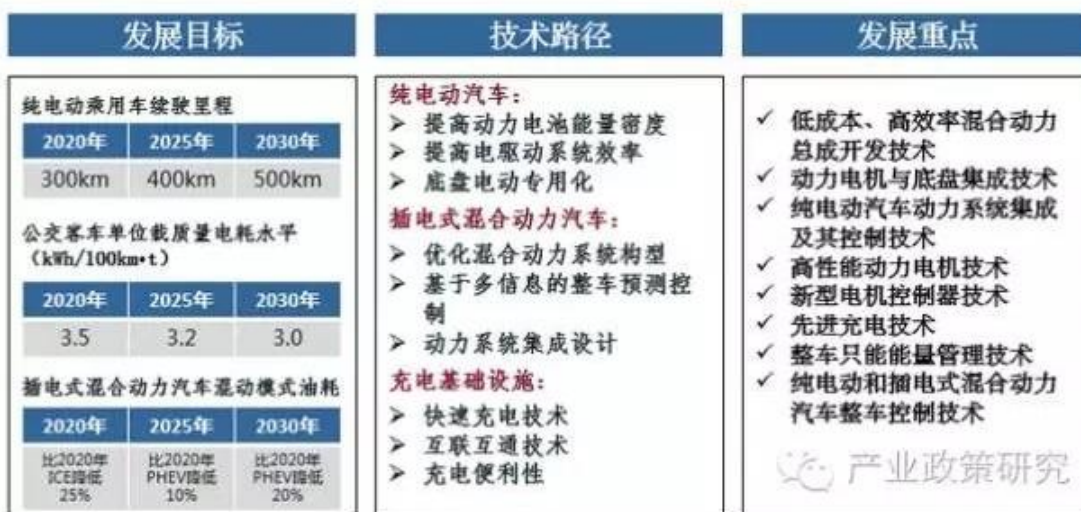 发展目标
纯电动乘用车续驶里程
2020年 2025年 2030年
300km 400km 500km
公交客车单位载质量电耗水平
(kWh/100km•t)
2020年 2025年 2030年
3.5 3.2 3.0
插电式混合动力汽车混动模式油耗
2020年 2025年 2030年
比2020年 比2020年 比2020年
ICE降低 PHEV降低 PHEV降低
25% 10% 20%
技术路径
纯电动汽车：
➢ 提高动力电池能量密度
➢ 提高电驱动系统效率
➢ 底盘电动专用化
插电式混合动力汽车：
➢ 优化混合动力系统构型
➢ 基于多信息的整车预测控
制
➢ 动力系统集成设计
充电基础设施：
➢ 快速充电技术
➢ 互联互通技术
➢ 充电便利性
发展重点
✓ 低成本、高效率混合动力
总成开发技术
✓ 动力电机与底盘集成技术
✓ 纯电动汽车动力系统集成
及其控制技术
✓ 高性能动力电机技术
✓ 新型电机控制器技术
✓ 先进充电技术
✓ 整车只能能量管理技术
✓ 纯电动和插电式混合动力
汽车整车控制技术
产业政策研究